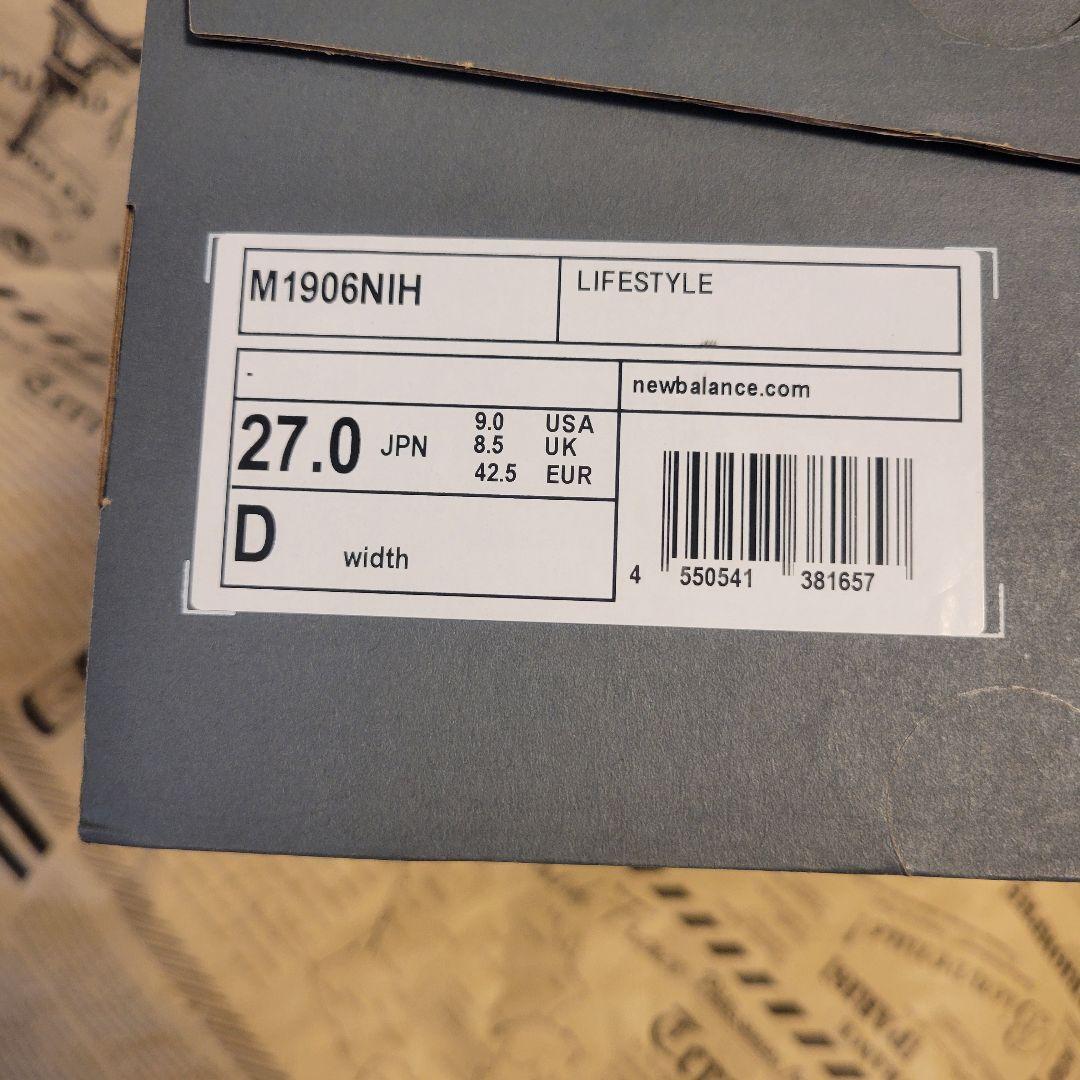 M1906NIH
LIFESTYLE
-
newbalance.com
27.0 JPN
9.0 USA
8.5 UK
42.5 EUR
D width
4 550541 381657